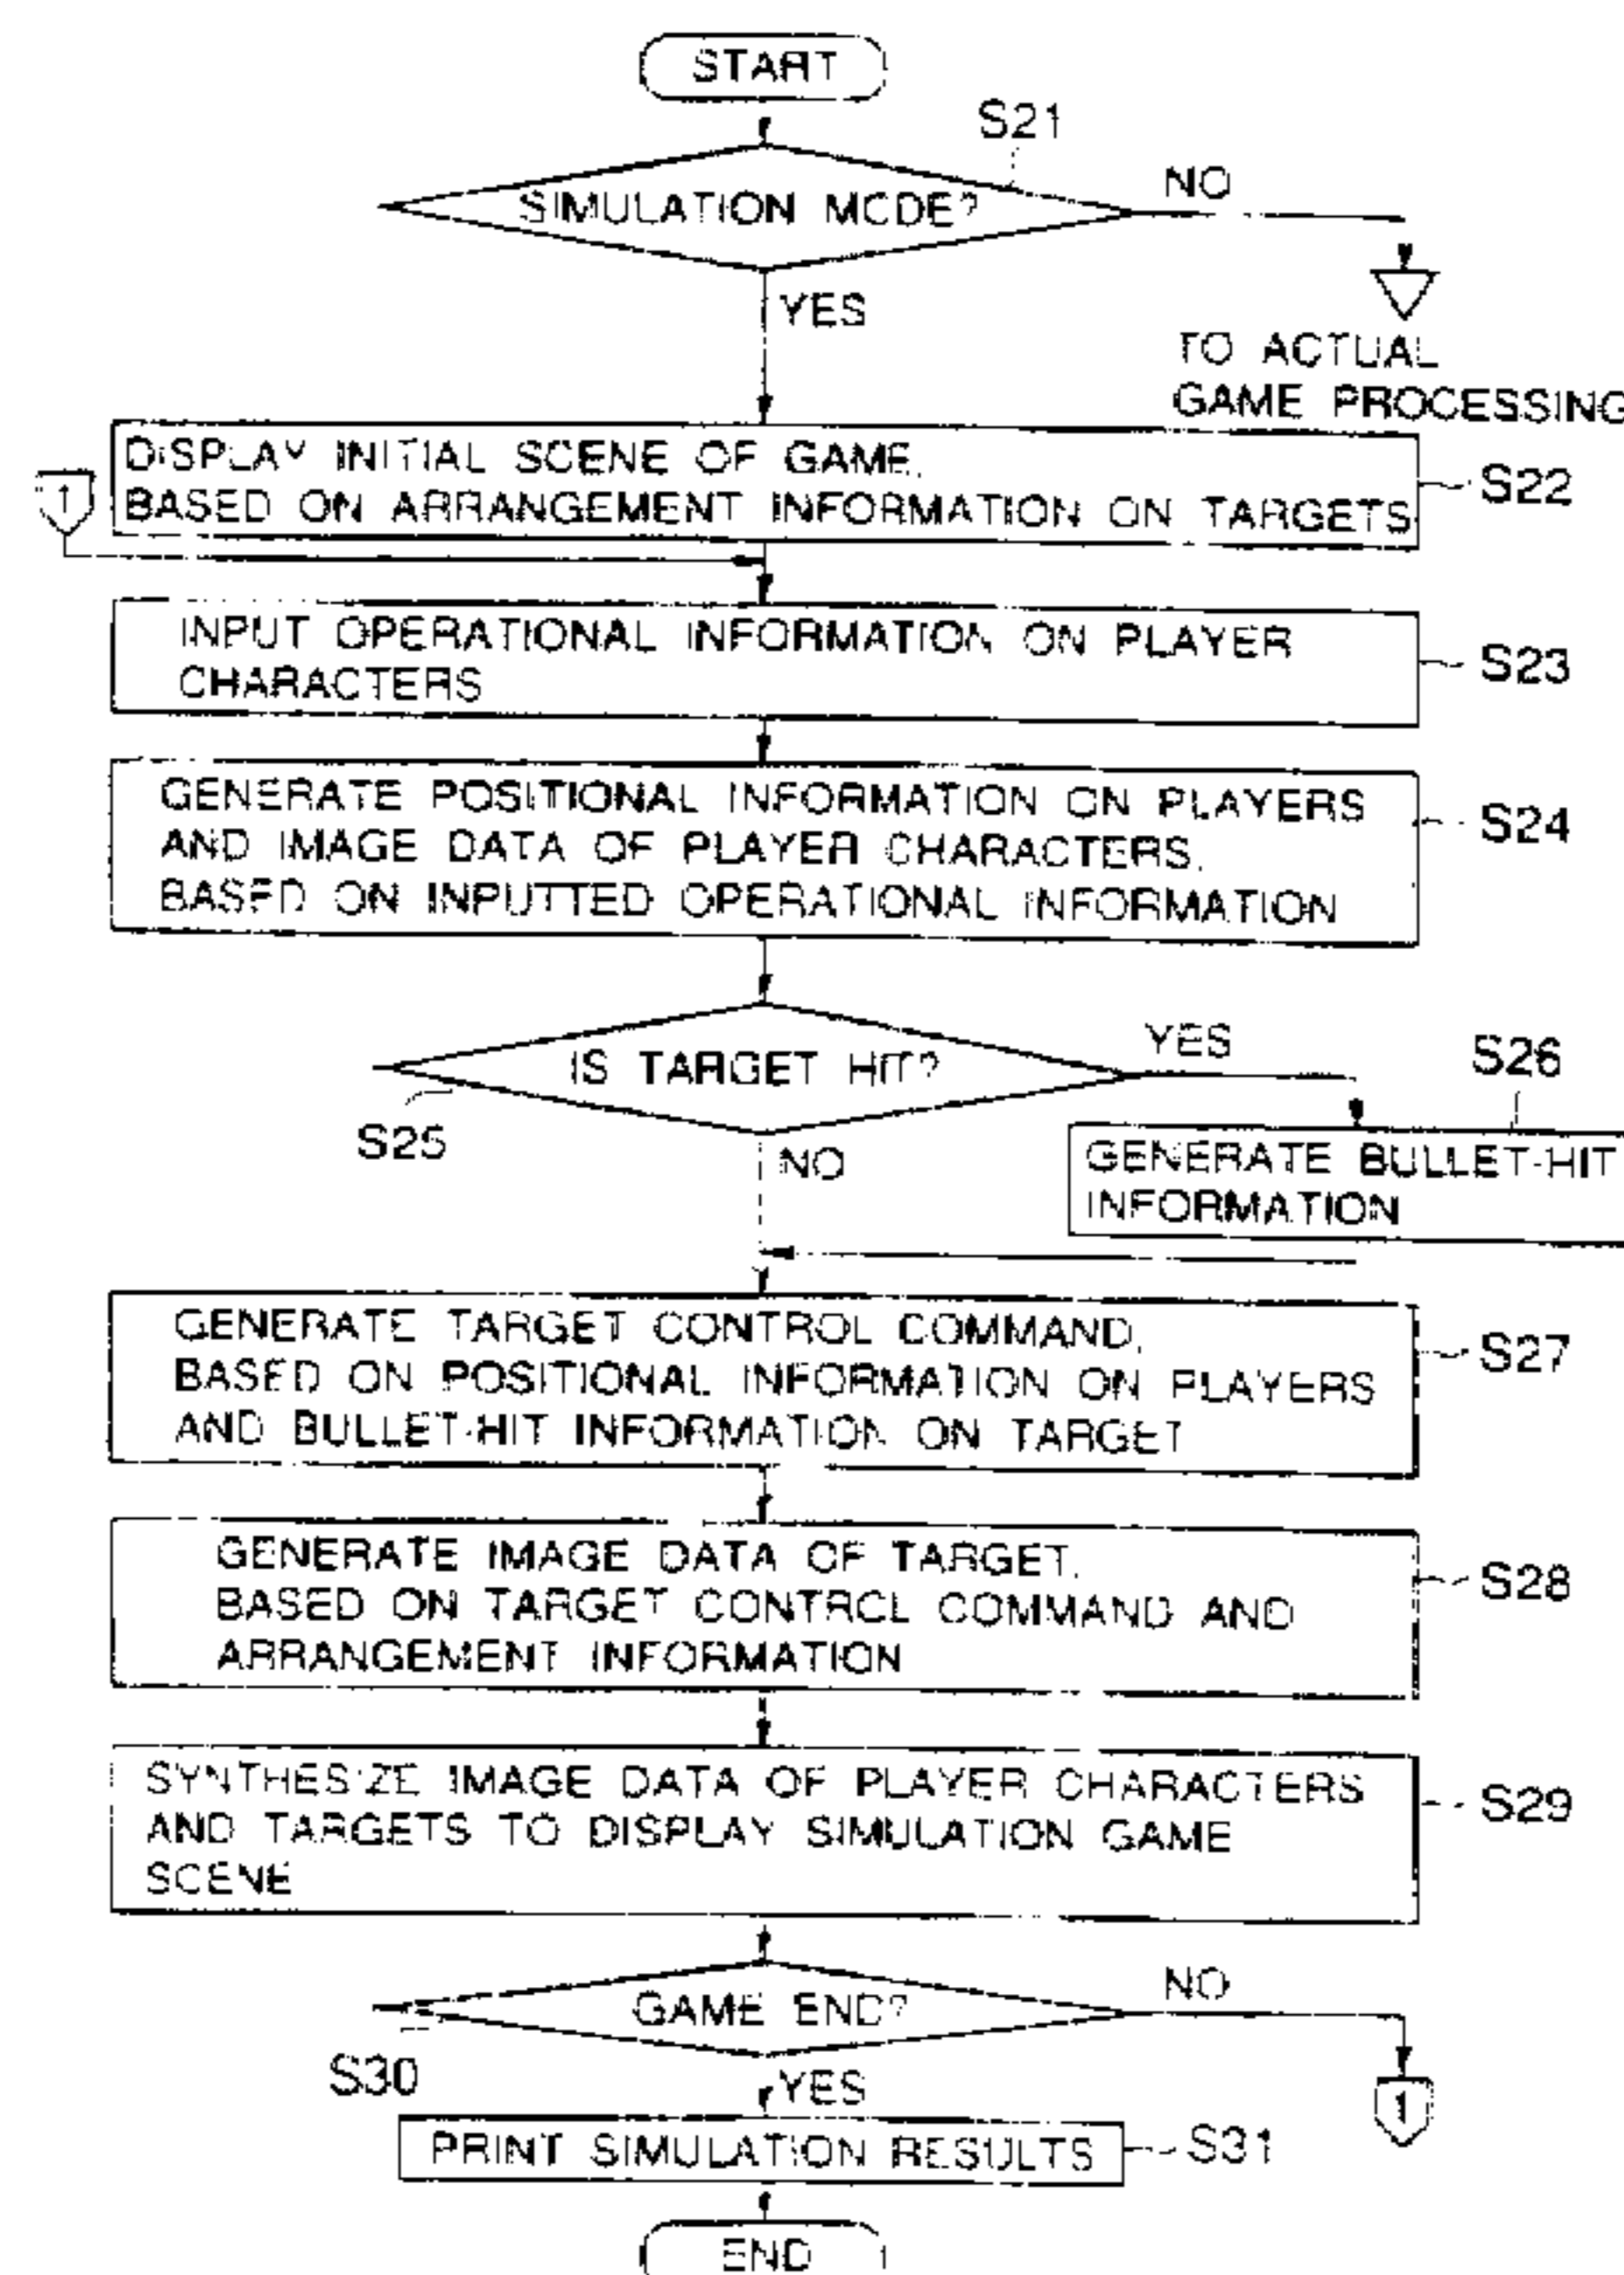 START
S21
SIMULATION MODE?
NO
YES
TO ACTUAL
GAME PROCESSING
DISPLAY INITIAL SCENE OF GAME,
BASED ON ARRANGEMENT INFORMATION ON TARGETS
S22
1
INPUT OPERATIONAL INFORMATION ON PLAYER
CHARACTERS
S23
GENERATE POSITIONAL INFORMATION ON PLAYERS
AND IMAGE DATA OF PLAYER CHARACTERS,
BASED ON INPUTTED OPERATIONAL INFORMATION
S24
IS TARGET HIT?
YES
S26
S25
NO
GENERATE BULLET-HIT
INFORMATION
GENERATE TARGET CONTROL COMMAND,
BASED ON POSITIONAL INFORMATION ON PLAYERS
AND BULLET-HIT INFORMATION ON TARGET
S27
GENERATE IMAGE DATA OF TARGET,
BASED ON TARGET CONTROL COMMAND AND
ARRANGEMENT INFORMATION
S28
SYNTHESIZE IMAGE DATA OF PLAYER CHARACTERS
AND TARGETS TO DISPLAY SIMULATION GAME
SCENE
S29
GAME END?
NO
S30
YES
1
PRINT SIMULATION RESULTS
S31
END